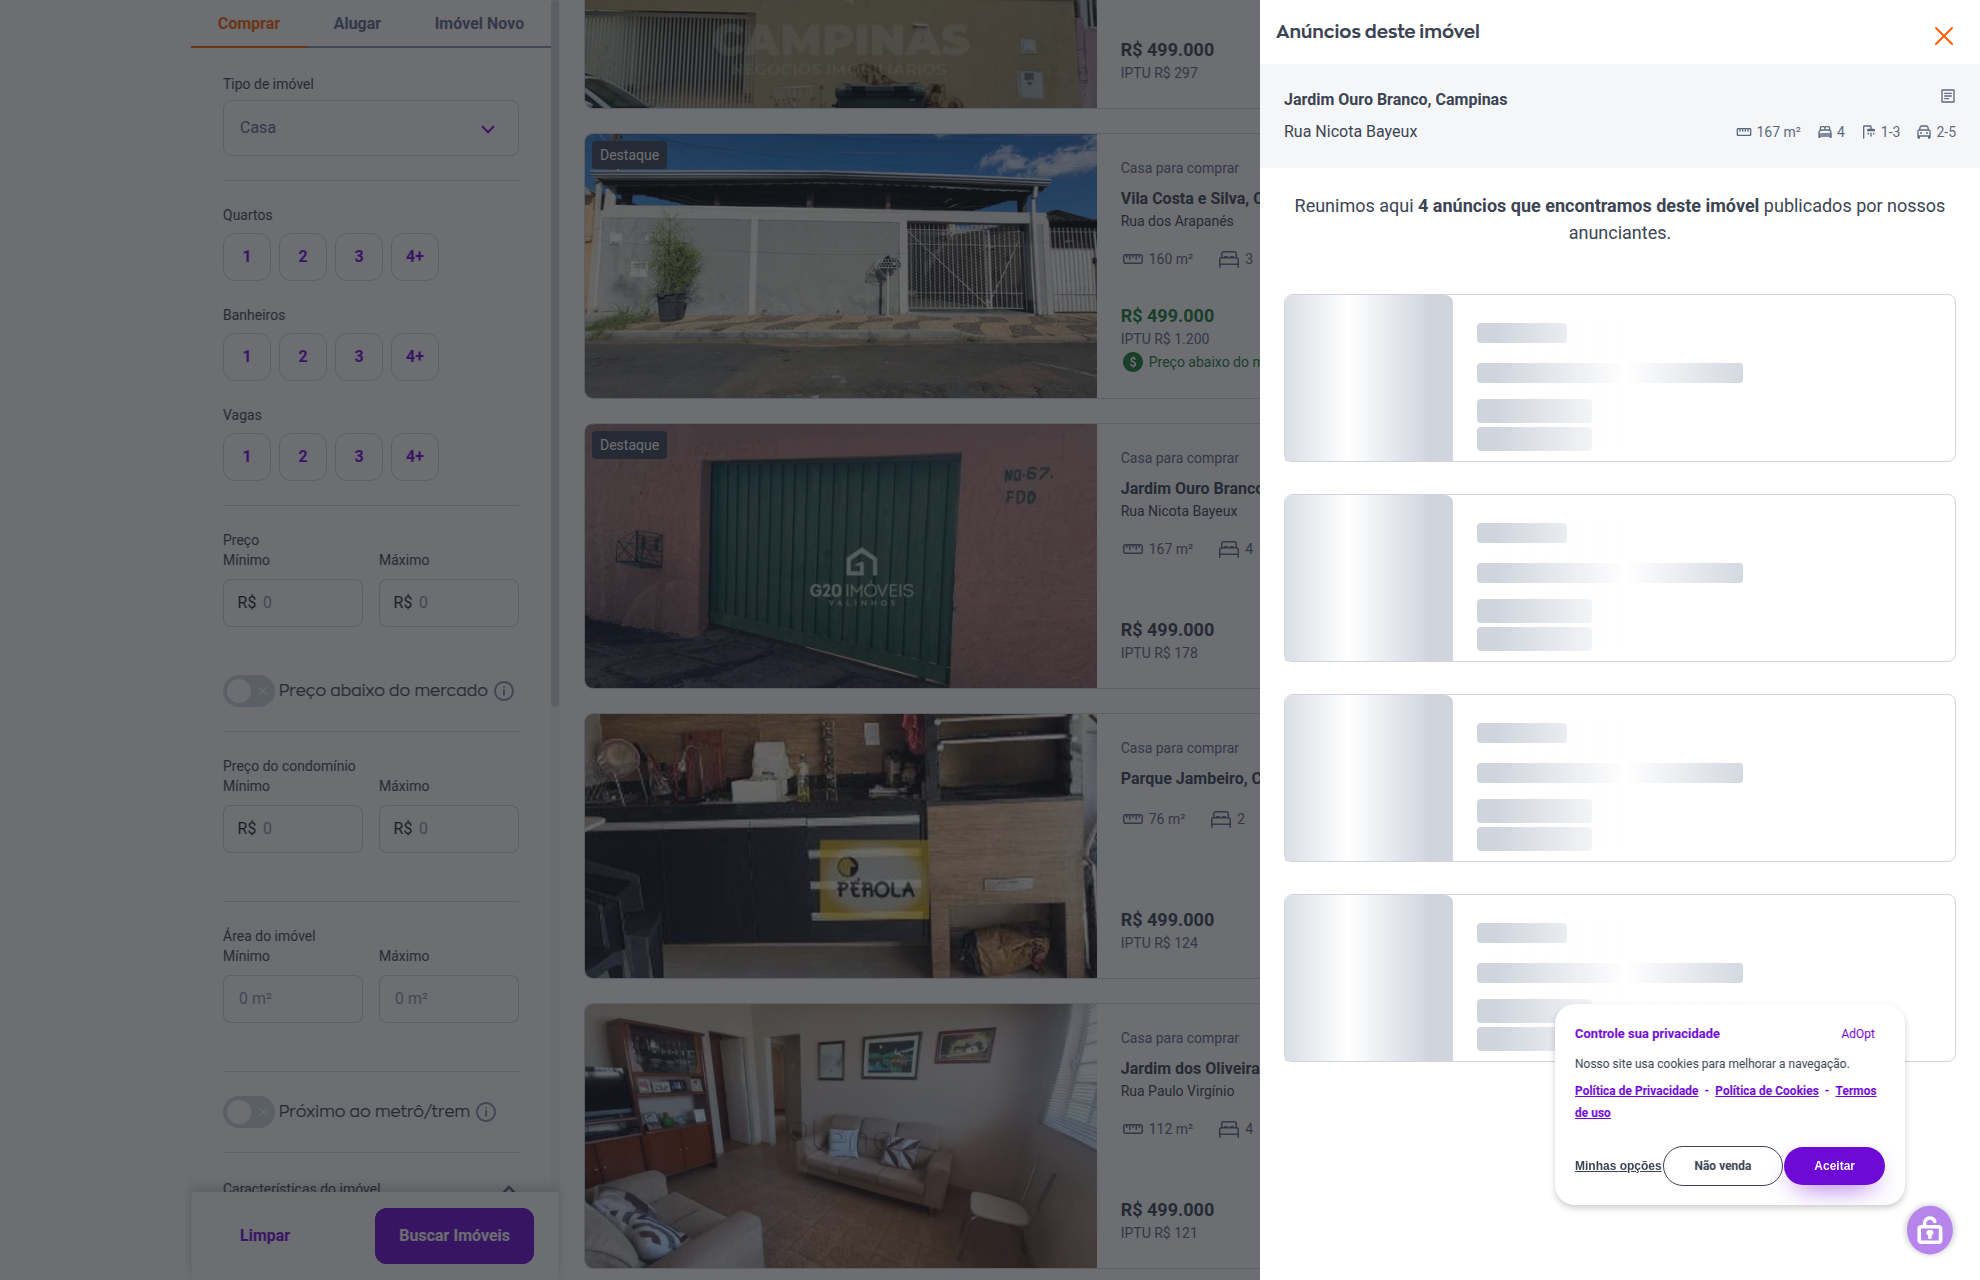 Comprar
Alugar
Imóvel Novo
Tipo de imóvel
Casa
Quartos
1
2
3
4+
Banheiros
1
2
3
4+
Vagas
1
2
3
4+
Preço
Mínimo
Máximo
R$ 0
R$ 0
Preço abaixo do mercado
Preço do condomínio
Mínimo
Máximo
R$ 0
R$ 0
Área do imóvel
Mínimo
Máximo
0 m²
0 m²
Próximo ao metrô/trem
Características do imóvel
Limpar
Buscar Imóveis
CAMPINAS
NEGÓCIOS IMOBILIÁRIOS
R$ 499.000
IPTU R$ 297
Destaque
Casa para comprar
Vila Costa e Silva, C
Rua dos Arapanés
160 m²
3
R$ 499.000
IPTU R$ 1.200
Preço abaixo do m
Destaque
NO·67.
FDD
G20 IMÓVEIS
VALINHOS
Casa para comprar
Jardim Ouro Branco
Rua Nicota Bayeux
167 m²
4
R$ 499.000
IPTU R$ 178
PÉROLA
Casa para comprar
Parque Jambeiro, C
76 m²
2
R$ 499.000
IPTU R$ 124
Casa para comprar
Jardim dos Oliveira
Rua Paulo Virgínio
112 m²
4
R$ 499.000
IPTU R$ 121
Anúncios deste imóvel
Jardim Ouro Branco, Campinas
Rua Nicota Bayeux
167 m²
4
1-3
2-5
Reunimos aqui 4 anúncios que encontramos deste imóvel publicados por nossos
anunciantes.
Controle sua privacidade
AdOpt
Nosso site usa cookies para melhorar a navegação.
Política de Privacidade - Política de Cookies - Termos
de uso
Minhas opções
Não venda
Aceitar